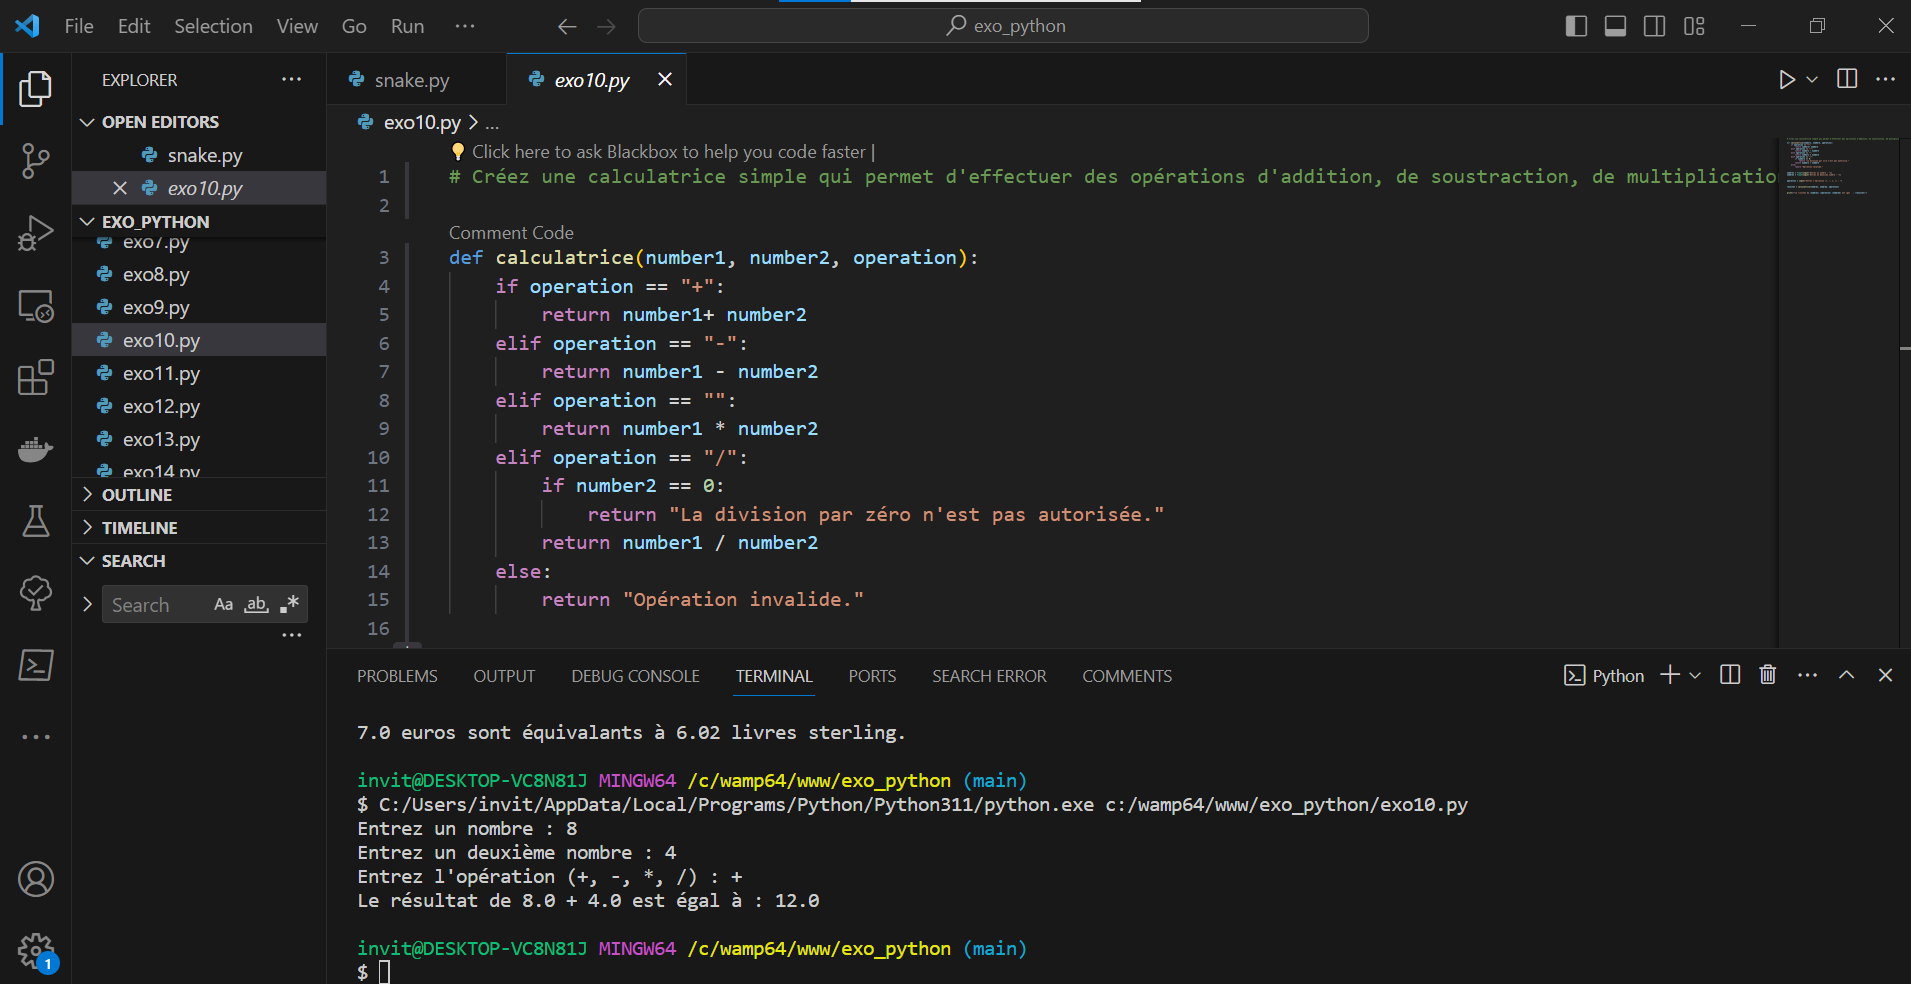 File Edit Selection View Go Run ···
exo_python
EXPLORER ···
OPEN EDITORS
snake.py
exo10.py
EXO_PYTHON
exo7.py
exo8.py
exo9.py
exo10.py
exo11.py
exo12.py
exo13.py
exo14.py
OUTLINE
TIMELINE
SEARCH
Search Aa ab .*
···
1
snake.py exo10.py
exo10.py > ...
Click here to ask Blackbox to help you code faster |
1 # Créez une calculatrice simple qui permet d'effectuer des opérations d'addition, de soustraction, de multiplicatio
2
Comment Code
3 def calculatrice(number1, number2, operation):
4 if operation == "+":
5 return number1+ number2
6 elif operation == "-":
7 return number1 - number2
8 elif operation == "":
9 return number1 * number2
10 elif operation == "/":
11 if number2 == 0:
12 return "La division par zéro n'est pas autorisée."
13 return number1 / number2
14 else:
15 return "Opération invalide."
16
PROBLEMS OUTPUT DEBUG CONSOLE TERMINAL PORTS SEARCH ERROR COMMENTS Python
7.0 euros sont équivalants à 6.02 livres sterling.
invit@DESKTOP-VC8N81J MINGW64 /c/wamp64/www/exo_python (main)
$ C:/Users/invit/AppData/Local/Programs/Python/Python311/python.exe c:/wamp64/www/exo_python/exo10.py
Entrez un nombre : 8
Entrez un deuxième nombre : 4
Entrez l'opération (+, -, *, /) : +
Le résultat de 8.0 + 4.0 est égal à : 12.0
invit@DESKTOP-VC8N81J MINGW64 /c/wamp64/www/exo_python (main)
$